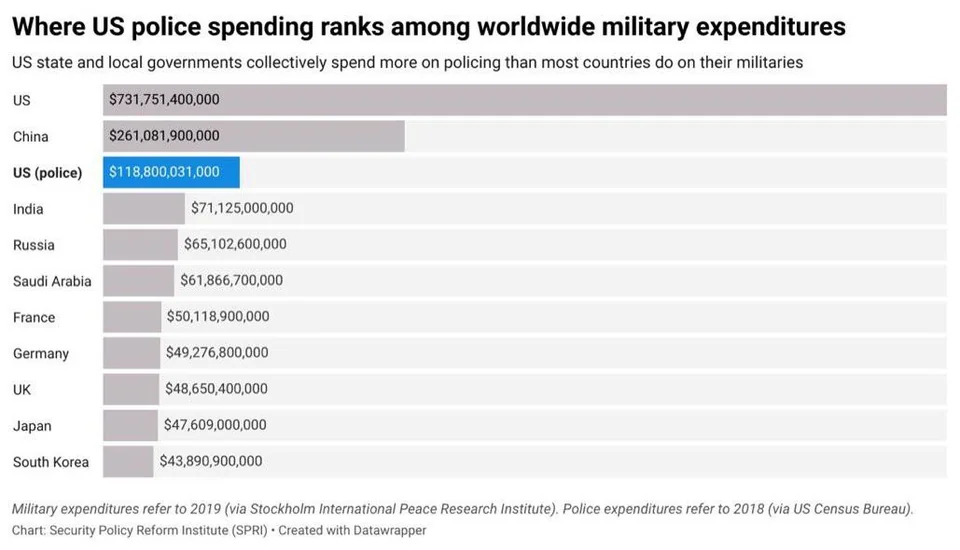 Where US police spending ranks among worldwide military expenditures
US state and local governments collectively spend more on policing than most countries do on their militaries
US $731,751,400,000
China $261,081,900,000
US (police) $118,800,031,000
India $71,125,000,000
Russia $65,102,600,000
Saudi Arabia $61,866,700,000
France $50,118,900,000
Germany $49,276,800,000
UK $48,650,400,000
Japan $47,609,000,000
South Korea $43,890,900,000
Military expenditures refer to 2019 (via Stockholm International Peace Research Institute). Police expenditures refer to 2018 (via US Census Bureau).
Chart: Security Policy Reform Institute (SPRI) • Created with Datawrapper